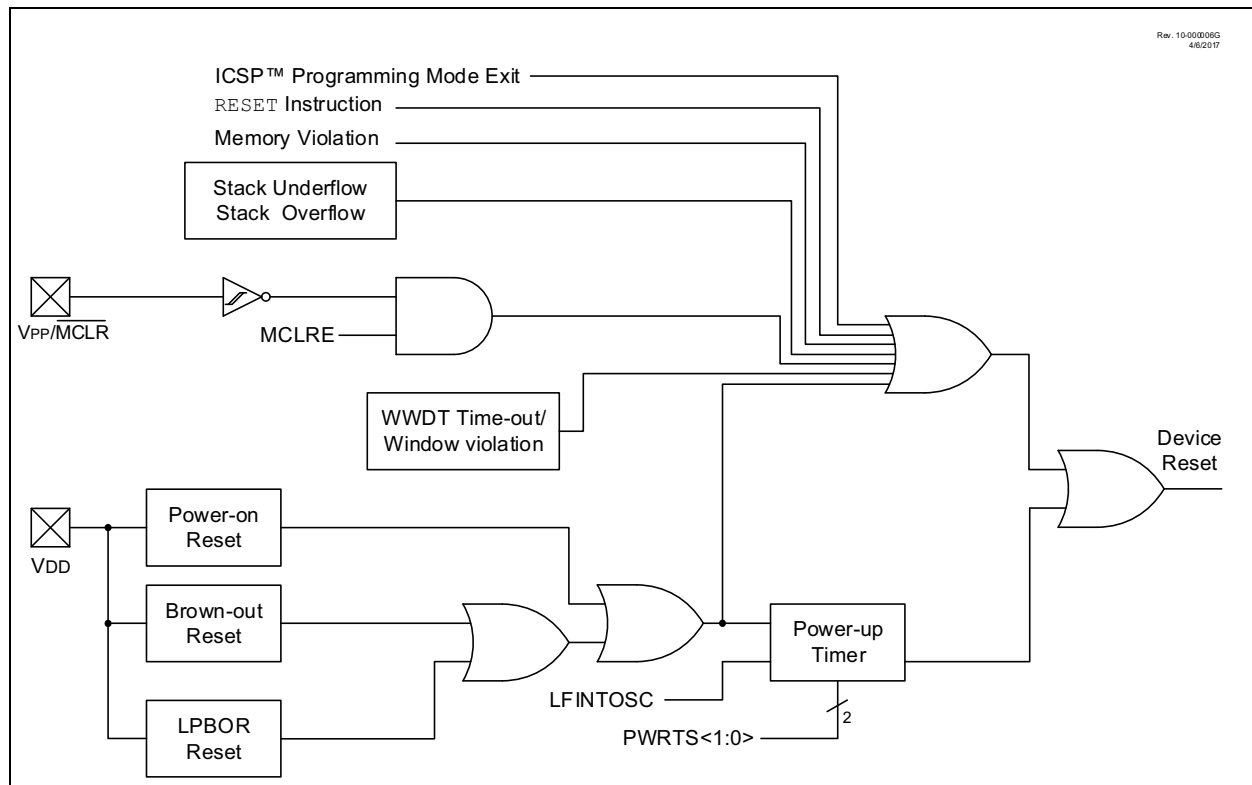 Rev. 10-000006G
4/6/2017
ICSP™ Programming Mode Exit
RESET Instruction
Memory Violation
Stack Underflow
Stack Overflow
VPP/MCLR
MCLRE
WWDT Time-out/
Window violation
Device
Reset
VDD
Power-on
Reset
Brown-out
Reset
LPBOR
Reset
Power-up
Timer
LFINTOSC
2
PWRTS<1:0>